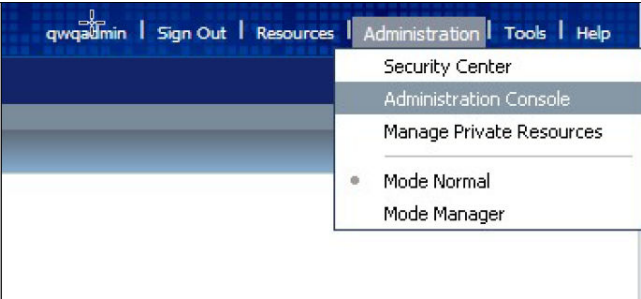 qwqadmin | Sign Out | Resources | Administration | Tools | Help
Security Center
Administration Console
Manage Private Resources
Mode Normal
Mode Manager